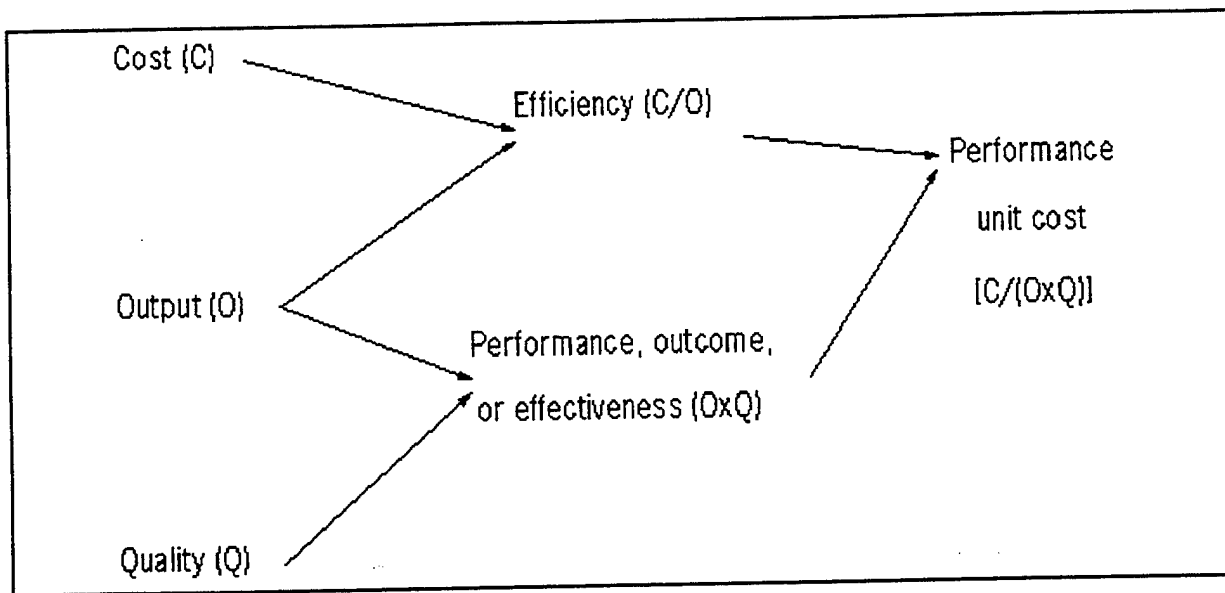 Cost (C)
Efficiency (C/O)
Performance
unit cost
[C/(OxQ)]
Output (O)
Performance, outcome,
or effectiveness (OxQ)
Quality (Q)